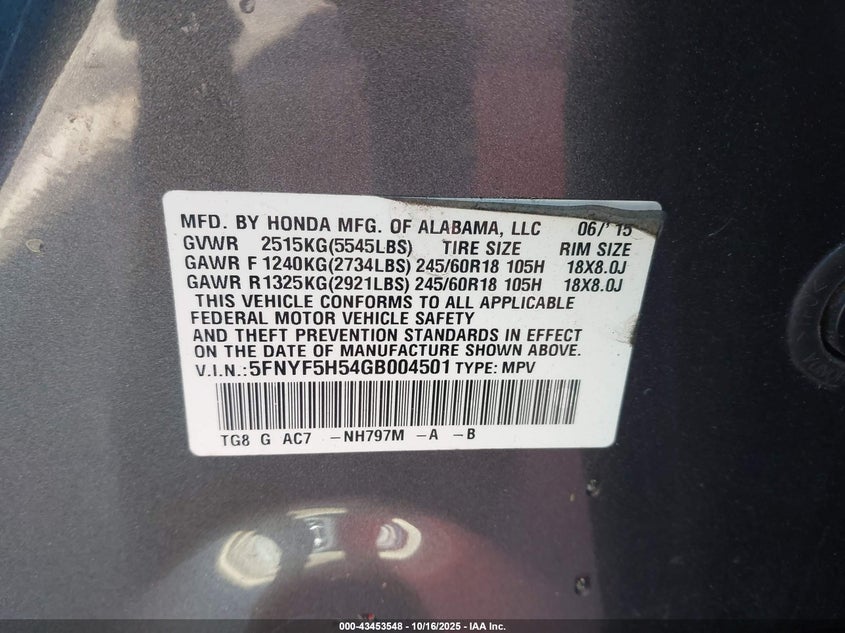 MFD. BY HONDA MFG. OF ALABAMA, LLC 06/'15
GVWR 2515KG(5545LBS) TIRE SIZE RIM SIZE
GAWR F 1240KG(2734LBS) 245/60R18 105H 18X8.0J
GAWR R 1325KG(2921LBS) 245/60R18 105H 18X8.0J
THIS VEHICLE CONFORMS TO ALL APPLICABLE
FEDERAL MOTOR VEHICLE SAFETY
AND THEFT PREVENTION STANDARDS IN EFFECT
ON THE DATE OF MANUFACTURE SHOWN ABOVE.
V.I.N.:5FNYF5H54GB004501 TYPE: MPV
TG8 G AC7 -NH797M -A -B
000-43453548 - 10/16/2025 - IAA Inc.